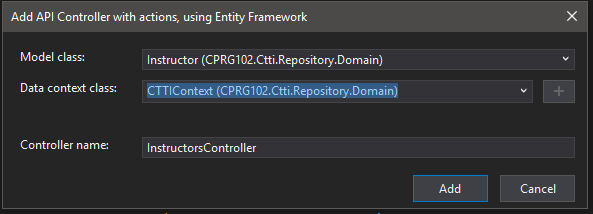 Add API Controller with actions, using Entity Framework
Model class:
Instructor (CPRG102.Ctti.Repository.Domain)
Data context class:
CTTIContext (CPRG102.Ctti.Repository.Domain)
Controller name:
InstructorsController
Add
Cancel